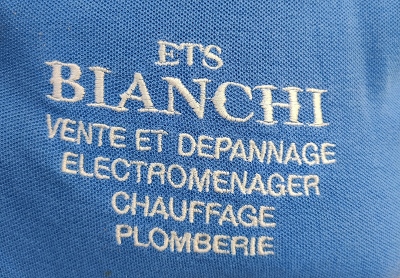 ETS
BIANCHI
VENTE ET DEPANNAGE
ELECTROMENAGER
CHAUFFAGE
PLOMBERIE